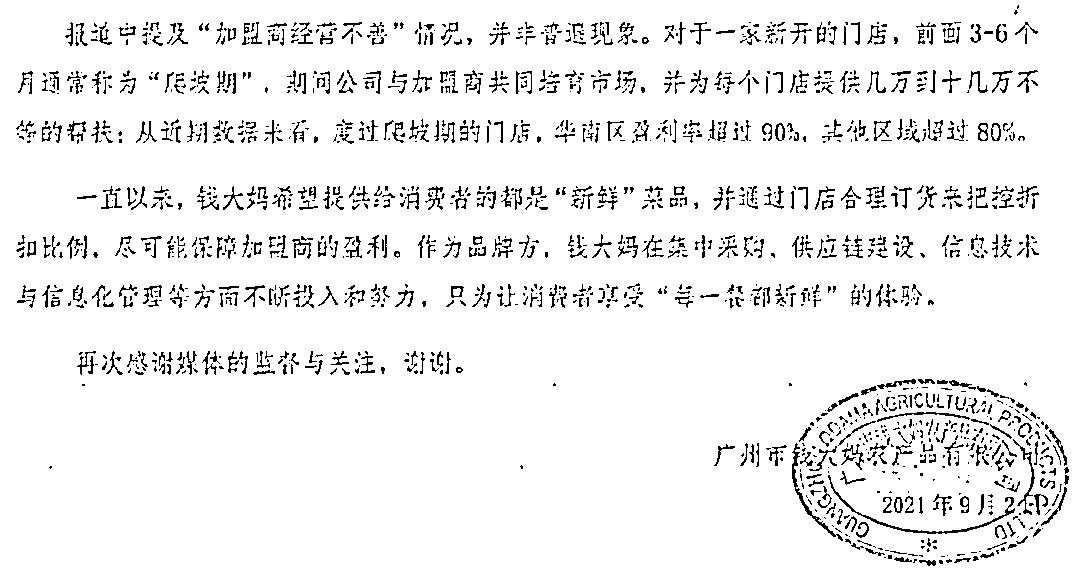 报道中提及“加盟商经营不善”情况，并非普遍现象。对于一家新开的门店，前面3-6个
月通常称为“爬坡期”，期间公司与加盟商共同培育市场，并为每个门店提供几万到十几万不
等的帮扶；从近期数据来看，度过爬坡期的门店，华南区盈利率超过90%，其他区域超过80%。
一直以来，钱大妈希望提供给消费者的都是“新鲜”菜品，并通过门店合理订货来把控折
扣比例，尽可能保障加盟商的盈利。作为品牌方，钱大妈在集中采购、供应链建设、信息技术
与信息化管理等方面不断投入和努力，只为让消费者享受“每一餐都新鲜”的体验。
再次感谢媒体的监督与关注，谢谢。
广州市钱大妈农产品有限公司
2021年9月2日
GUANGZHOU QDAMA AGRICULTURAL PRODUCTS LTD